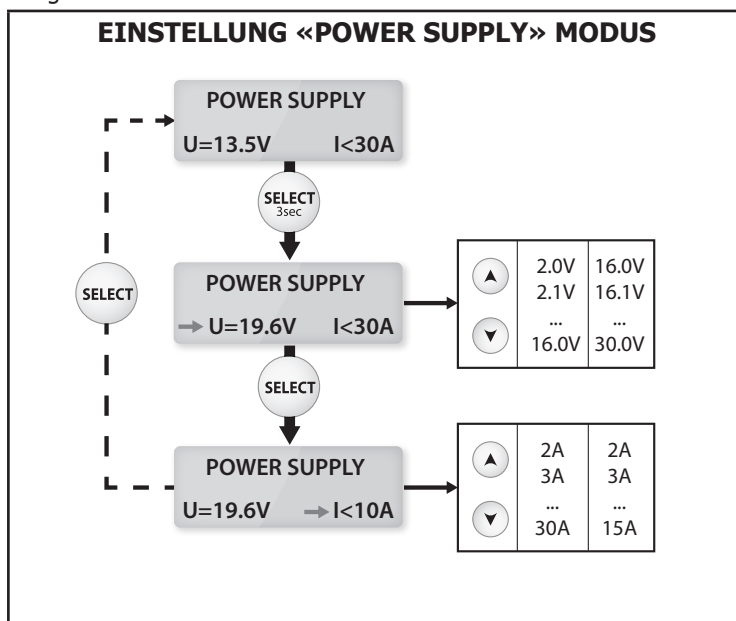 EINSTELLUNG «POWER SUPPLY» MODUS
POWER SUPPLY
U=13.5V I<30A
SELECT
3sec
POWER SUPPLY
U=19.6V I<30A
2.0V 16.0V
2.1V 16.1V
... ...
16.0V 30.0V
SELECT
SELECT
POWER SUPPLY
U=19.6V I<10A
2A 2A
3A 3A
... ...
30A 15A